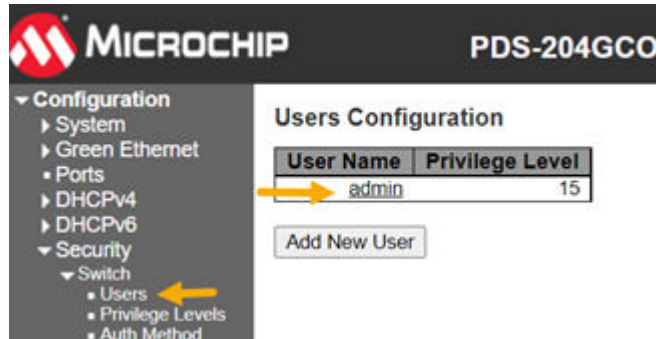 MICROCHIP
PDS-204GCO
Configuration
System
Green Ethernet
Ports
DHCPv4
DHCPv6
Security
Switch
Users
Privilege Levels
Auth Method
Users Configuration
User Name Privilege Level
admin 15
Add New User